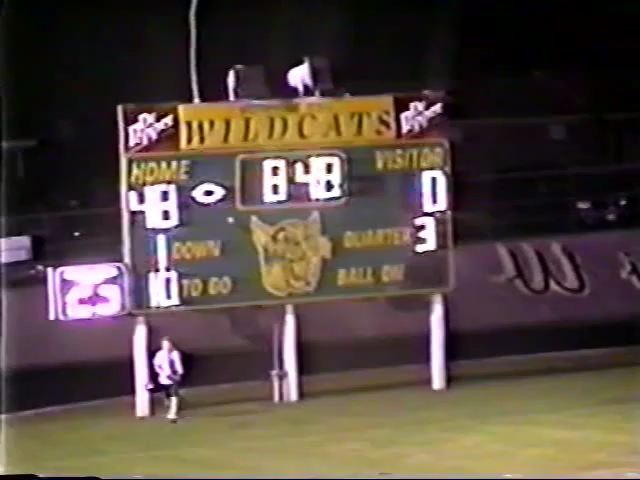 Dr Pepper WILDCATS Dr Pepper
HOME 8:48 VISITOR
48 0
1 DOWN QUARTER 3
10 TO GO BALL ON
25
W